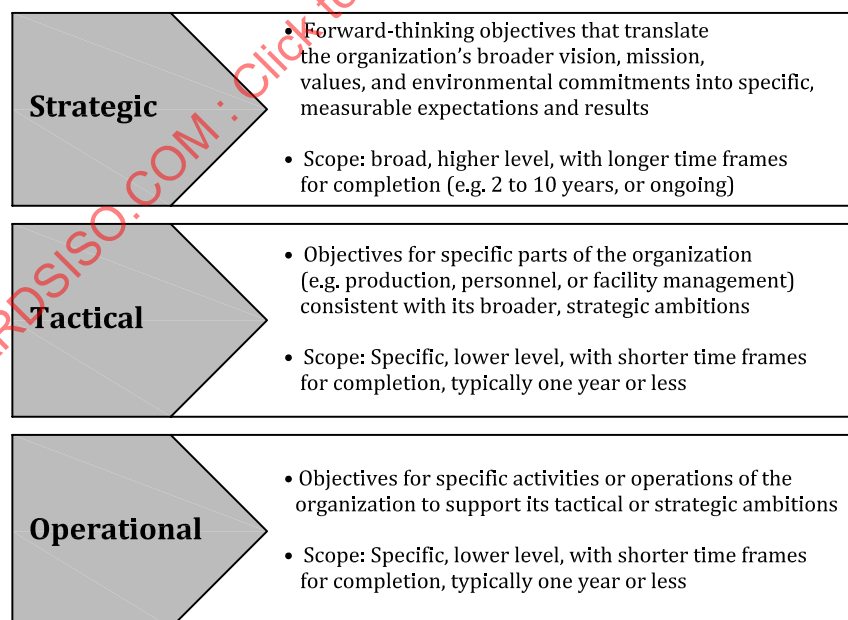 • Forward-thinking objectives that translate
the organization's broader vision, mission,
values, and environmental commitments into specific,
measurable expectations and results
Strategic
• Scope: broad, higher level, with longer time frames
for completion (e.g. 2 to 10 years, or ongoing)
• Objectives for specific parts of the organization
(e.g. production, personnel, or facility management)
consistent with its broader, strategic ambitions
Tactical
• Scope: Specific, lower level, with shorter time frames
for completion, typically one year or less
• Objectives for specific activities or operations of the
organization to support its tactical or strategic ambitions
Operational
• Scope: Specific, lower level, with shorter time frames
for completion, typically one year or less
RDSISO.COM : Click to